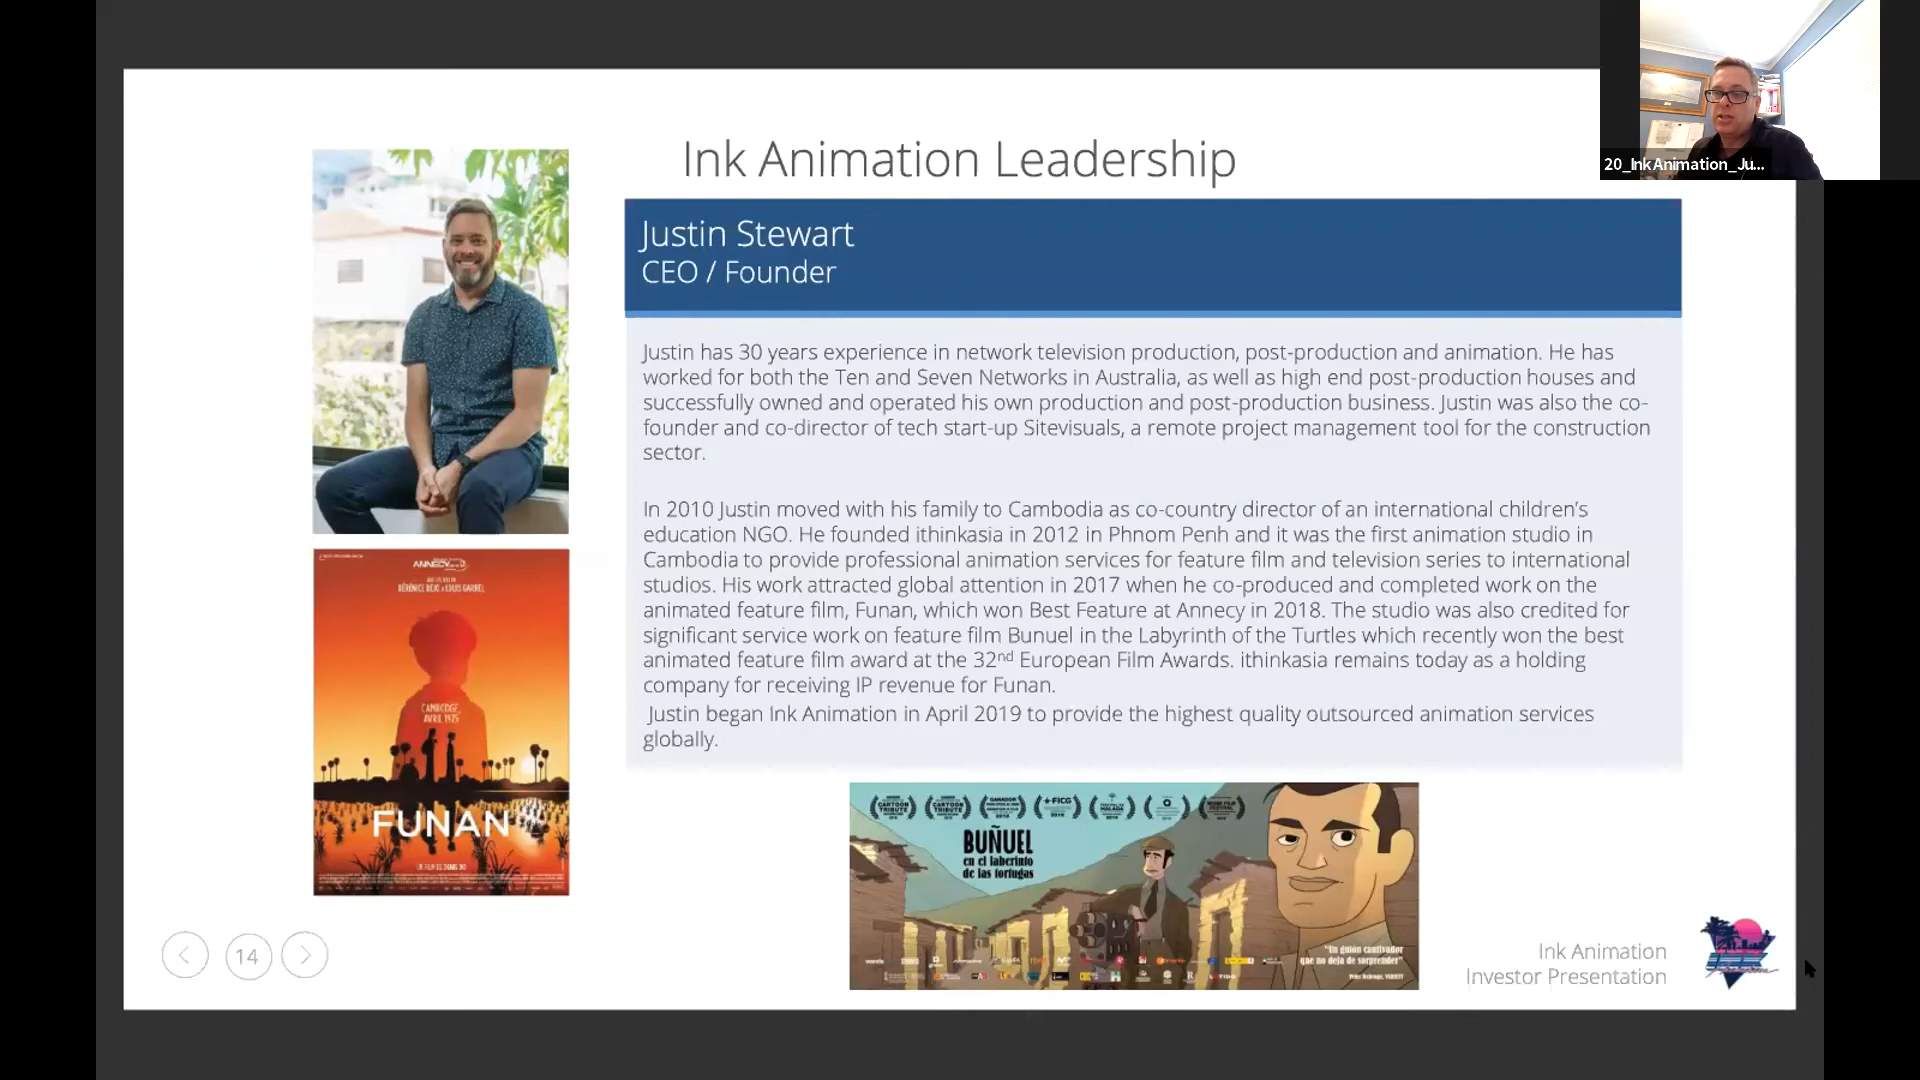 20_InkAnimation_Ju...
Ink Animation Leadership
Justin Stewart
CEO / Founder
Justin has 30 years experience in network television production, post-production and animation. He has
worked for both the Ten and Seven Networks in Australia, as well as high end post-production houses and
successfully owned and operated his own production and post-production business. Justin was also the co-
founder and co-director of tech start-up Sitevisuals, a remote project management tool for the construction
sector.
In 2010 Justin moved with his family to Cambodia as co-country director of an international children’s
education NGO. He founded ithinkasia in 2012 in Phnom Penh and it was the first animation studio in
Cambodia to provide professional animation services for feature film and television series to international
studios. His work attracted global attention in 2017 when he co-produced and completed work on the
animated feature film, Funan, which won Best Feature at Annecy in 2018. The studio was also credited for
significant service work on feature film Bunuel in the Labyrinth of the Turtles which recently won the best
animated feature film award at the 32nd European Film Awards. ithinkasia remains today as a holding
company for receiving IP revenue for Funan.
Justin began Ink Animation in April 2019 to provide the highest quality outsourced animation services
globally.
ANNECY
BÉRÉNICE BEJO & LOUIS GARREL
CAMBODGE,
AVRIL 1975
FUNAN
UN FILM DE DENIS DO
CARTOON
TRIBUTE
CARTOON
TRIBUTE
GANADOR
FICG
BUÑUEL
en el laberinto
de las tortugas
"Un guión cautivador
que no deja de sorprender"
14
Ink Animation
Investor Presentation